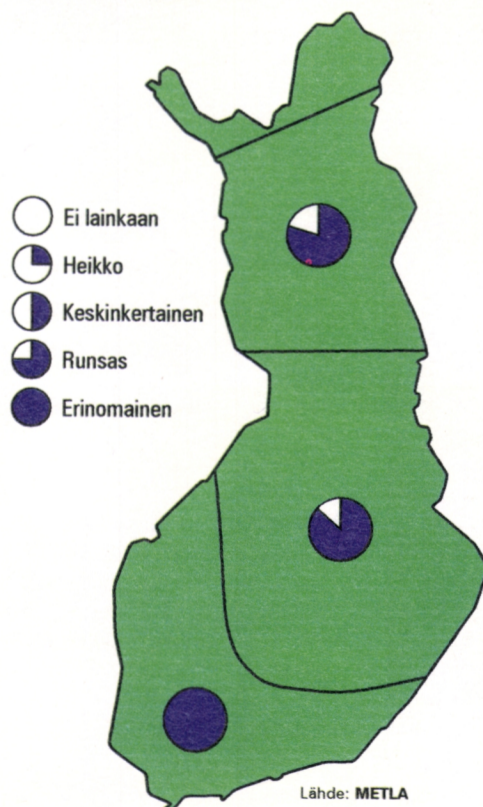 Ei lainkaan
Heikko
Keskinkertainen
Runsas
Erinomainen
Lähde: METLA